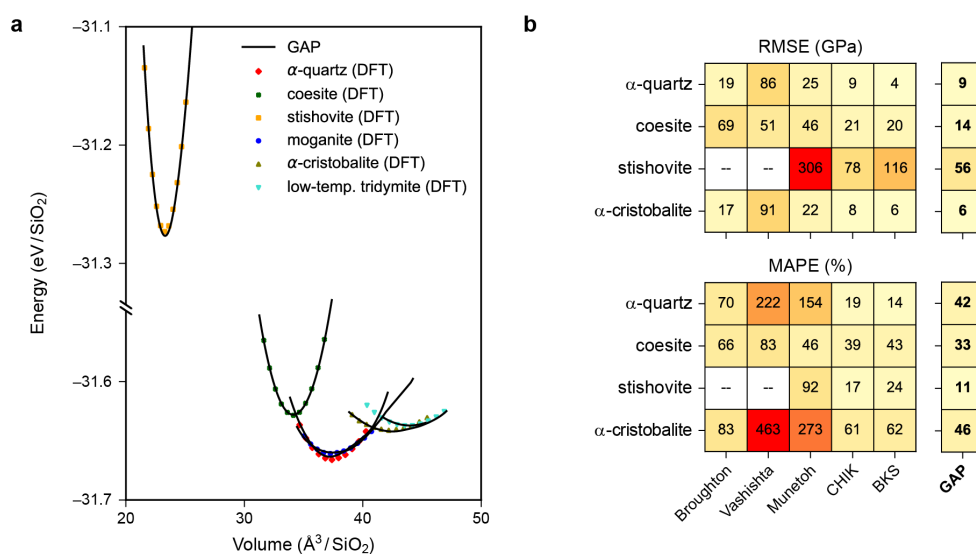 a
−31.1
−31.2
−31.3
−31.6
−31.7
Energy (eV/SiO₂)
20
30
40
50
Volume (Å³/SiO₂)
GAP
α-quartz (DFT)
coesite (DFT)
stishovite (DFT)
moganite (DFT)
α-cristobalite (DFT)
low-temp. tridymite (DFT)
b
RMSE (GPa)
α-quartz 19 86 25 9 4 9
coesite 69 51 46 21 20 14
stishovite -- -- 306 78 116 56
α-cristobalite 17 91 22 8 6 6
MAPE (%)
α-quartz 70 222 154 19 14 42
coesite 66 83 46 39 43 33
stishovite -- -- 92 17 24 11
α-cristobalite 83 463 273 61 62 46
Broughton Vashishta Munetoh CHIK BKS GAP